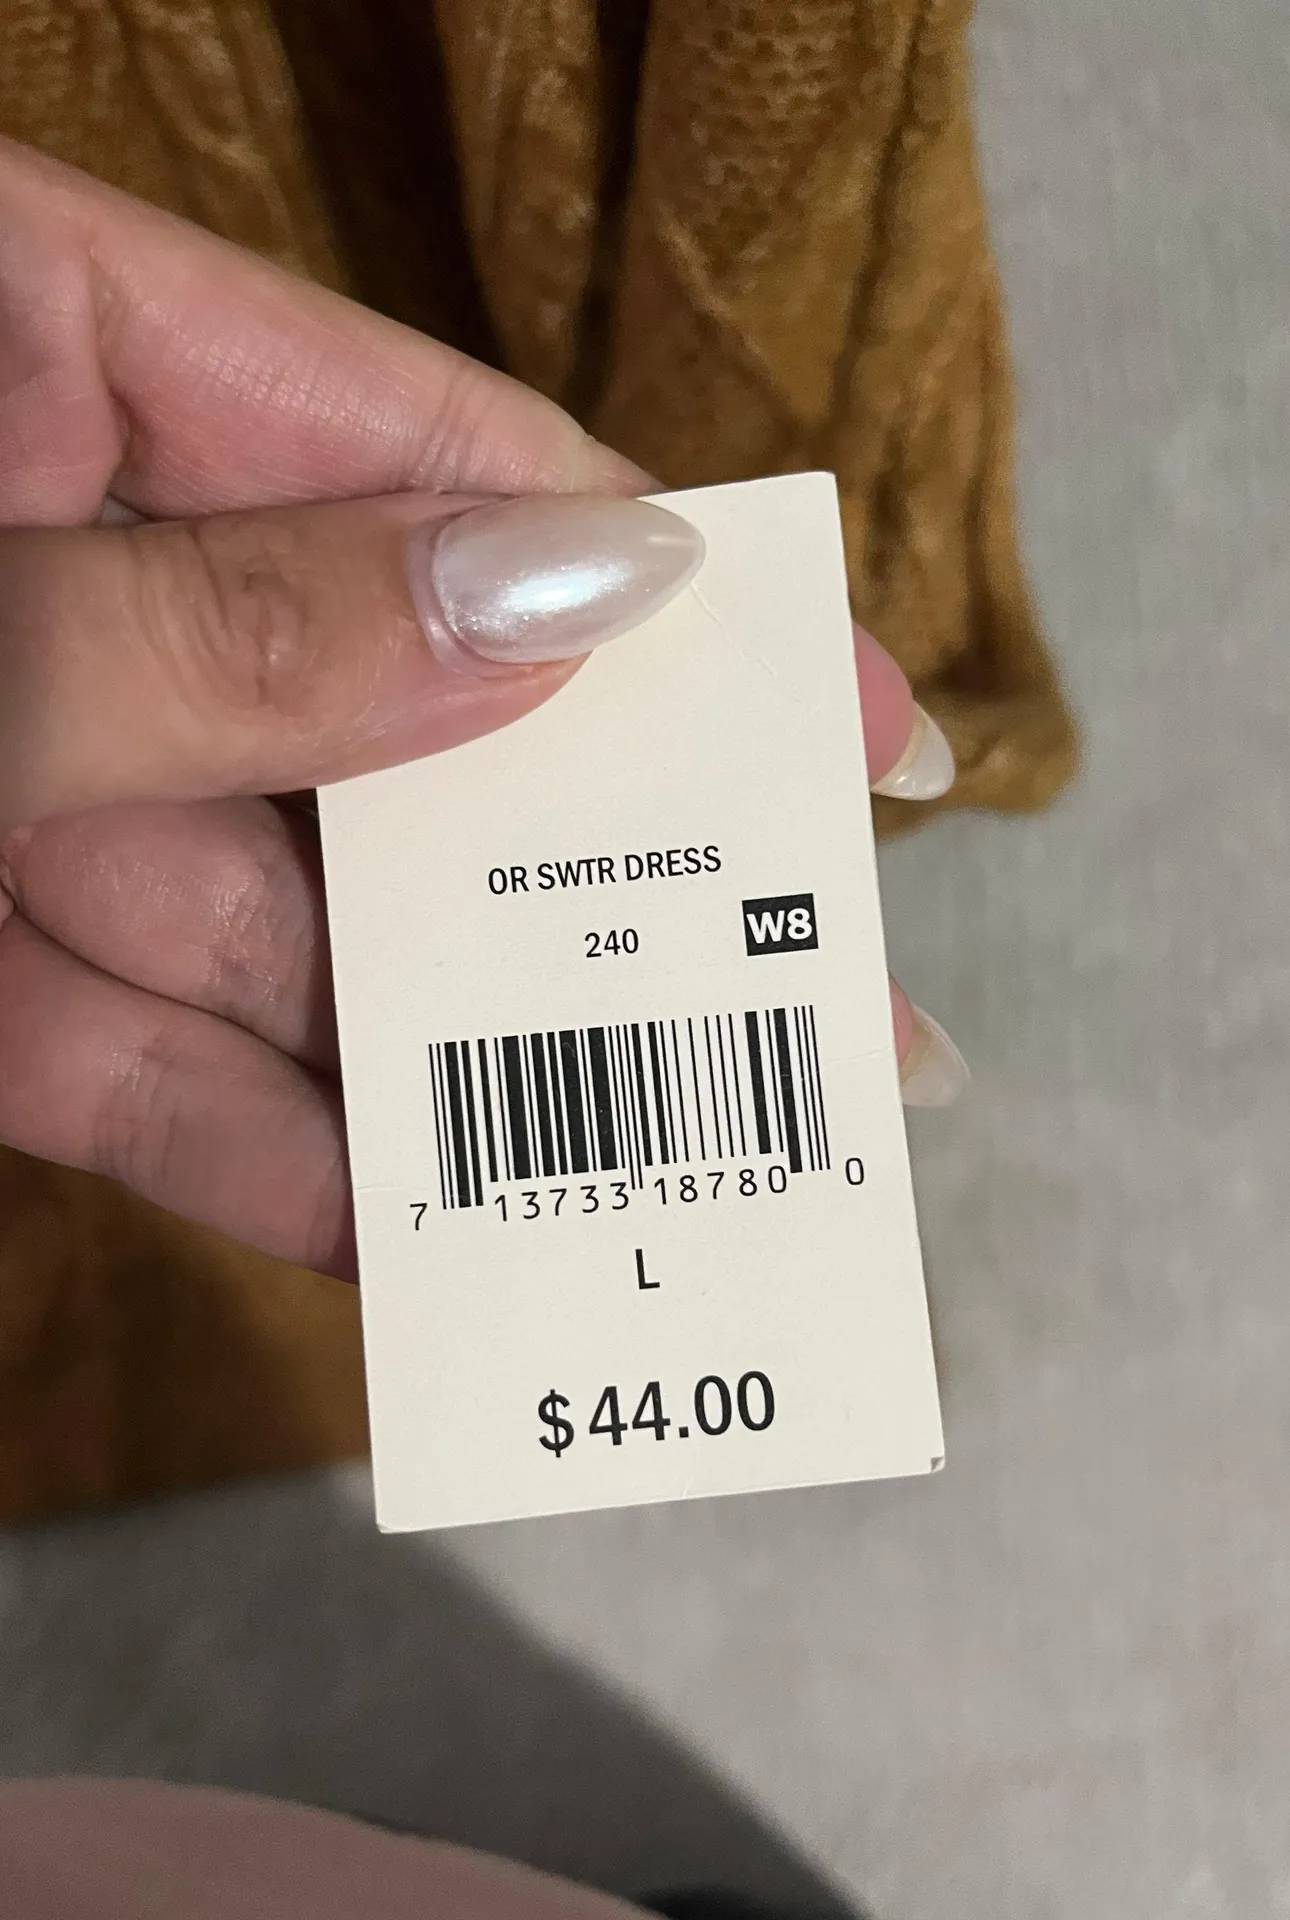 OR SWTR DRESS
240 W8
7 13733 18780 0
L
$44.00